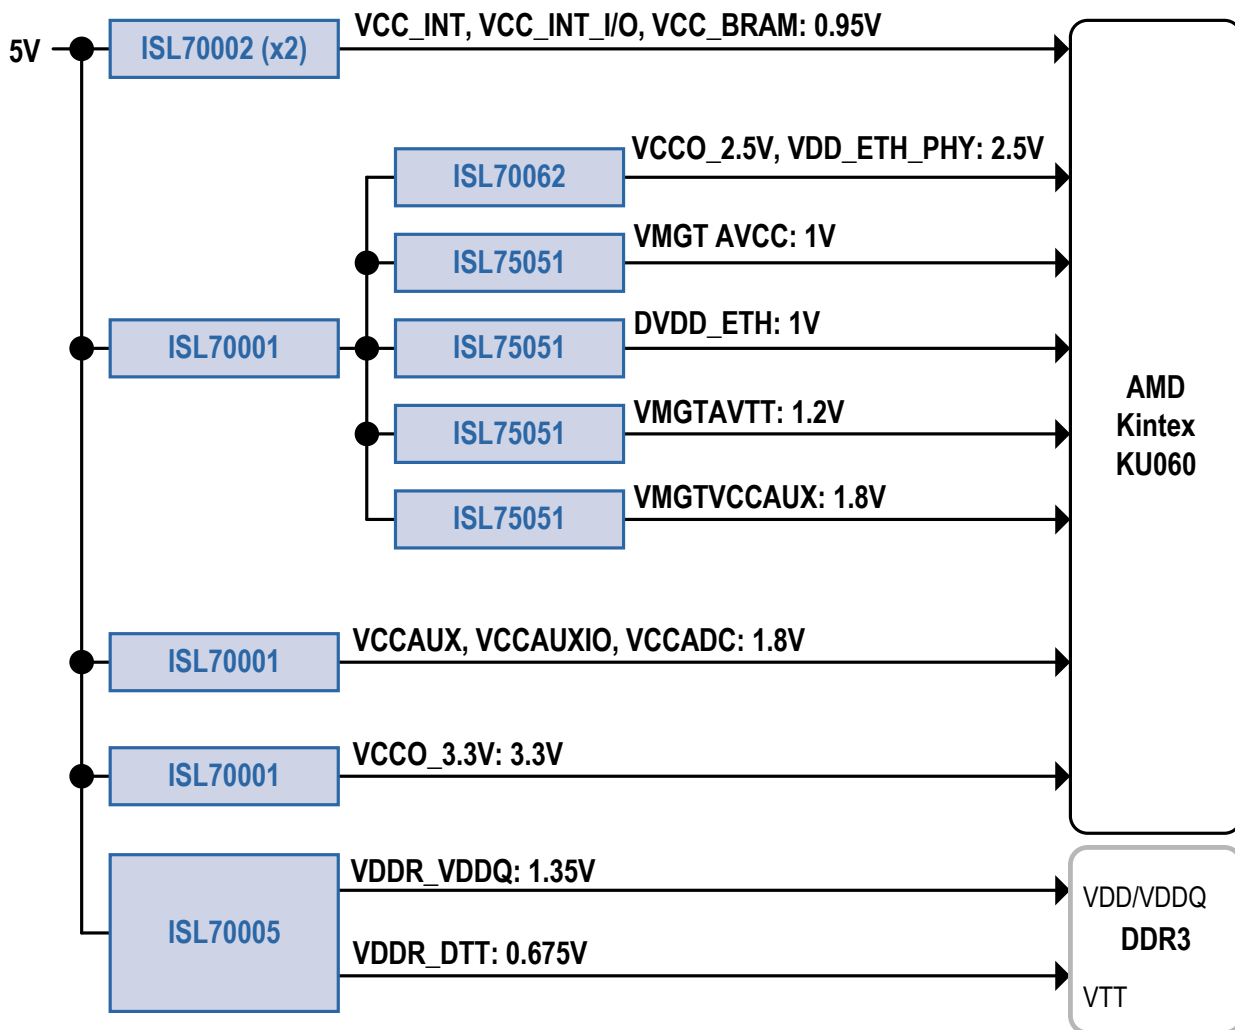 VCC_INT, VCC_INT_I/O, VCC_BRAM: 0.95V
5V
ISL70002 (x2)
VCCO_2.5V, VDD_ETH_PHY: 2.5V
ISL70062
VMGT AVCC: 1V
ISL75051
DVDD_ETH: 1V
ISL70001
ISL75051
VMGTAVTT: 1.2V
ISL75051
VMGTVCCAUX: 1.8V
ISL75051
AMD
Kintex
KU060
VCCAUX, VCCAUXIO, VCCADC: 1.8V
ISL70001
VCCO_3.3V: 3.3V
ISL70001
VDDR_VDDQ: 1.35V
ISL70005
VDDR_DTT: 0.675V
VDD/VDDQ
DDR3
VTT